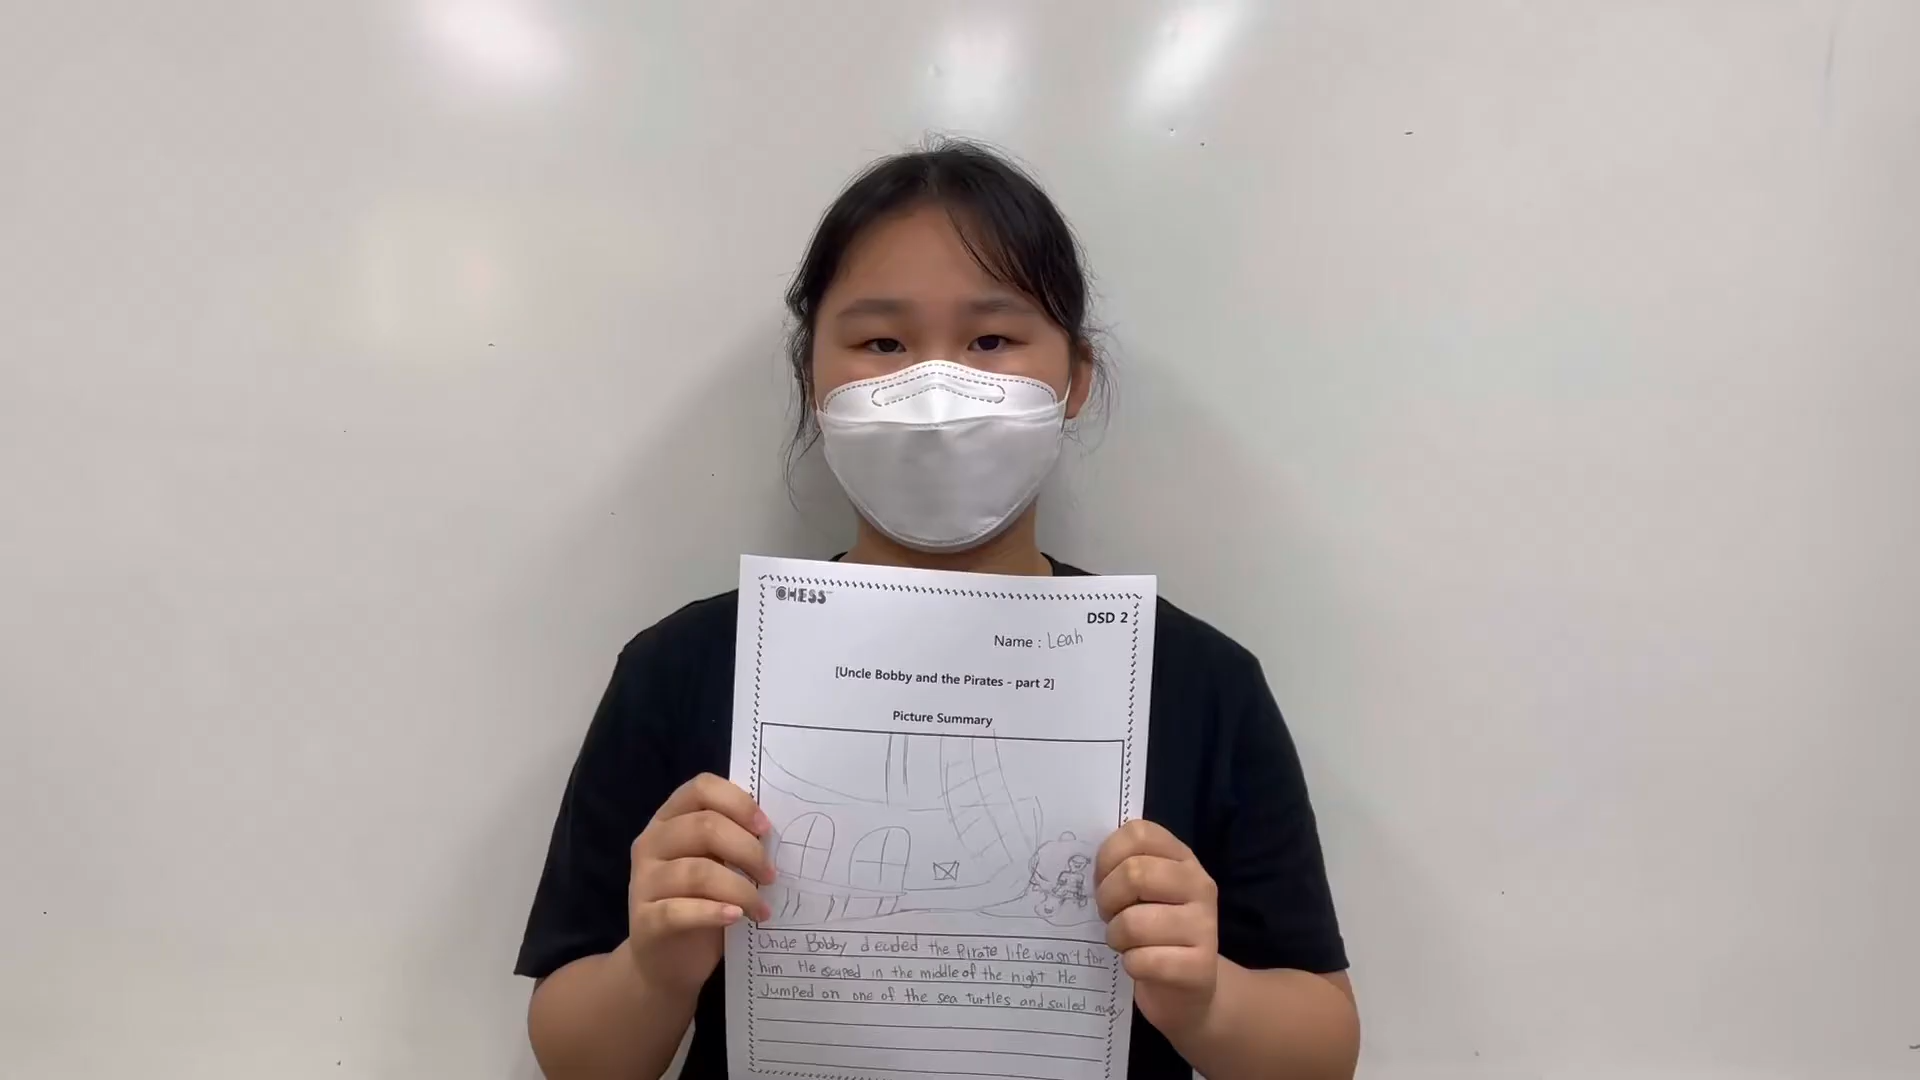 CHESS
DSD 2
Name : Leah
[Uncle Bobby and the Pirates - part 2]
Picture Summary
Uncle Bobby decided the Pirate life wasn't for
him He escaped in the middle of the night He
Jumped on one of the sea turtles and sailed away